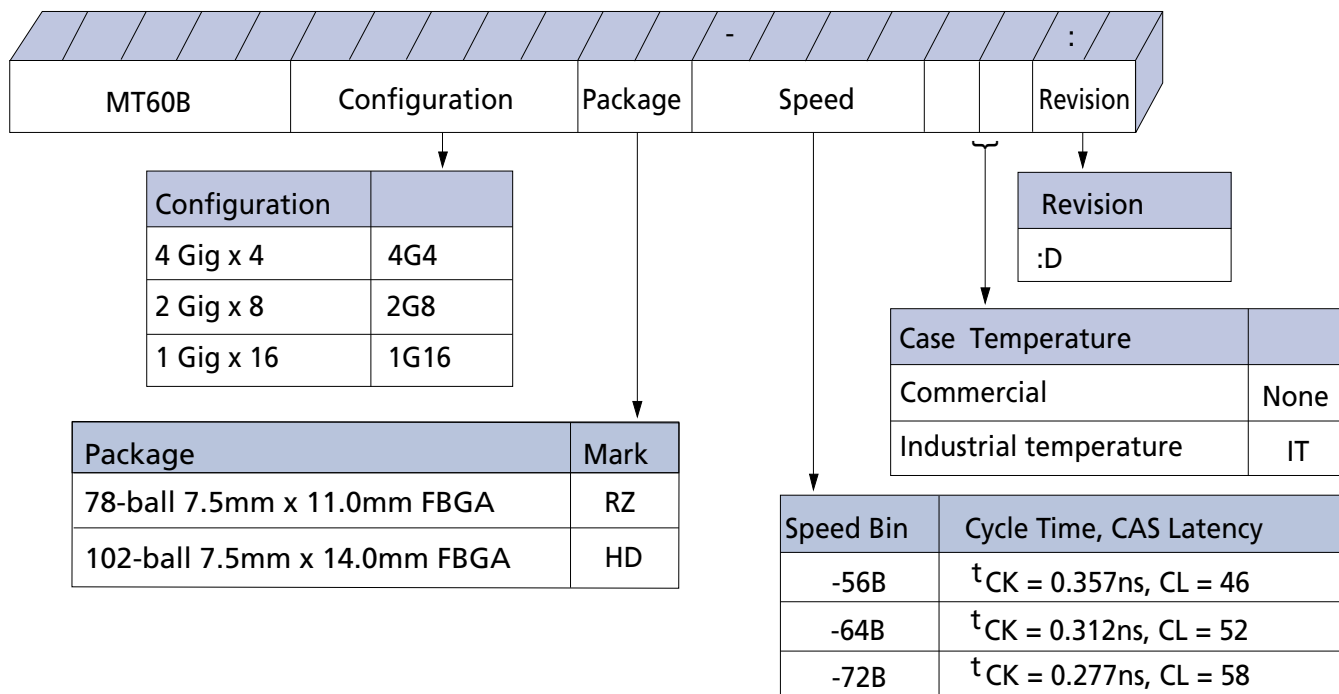 - :
MT60B Configuration Package Speed Revision
Configuration
4 Gig x 4 4G4
2 Gig x 8 2G8
1 Gig x 16 1G16
Revision
:D
Case Temperature
Commercial None
Industrial temperature IT
Package Mark
78-ball 7.5mm x 11.0mm FBGA RZ
102-ball 7.5mm x 14.0mm FBGA HD
Speed Bin Cycle Time, CAS Latency
-56B tCK = 0.357ns, CL = 46
-64B tCK = 0.312ns, CL = 52
-72B tCK = 0.277ns, CL = 58